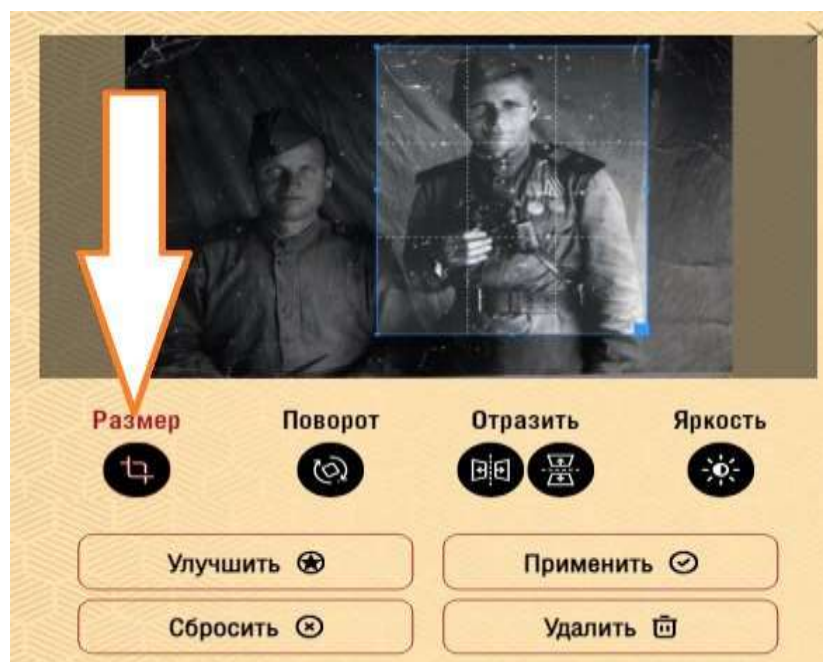 Размер Поворот Отразить Яркость
Улучшить Применить
Сбросить Удалить